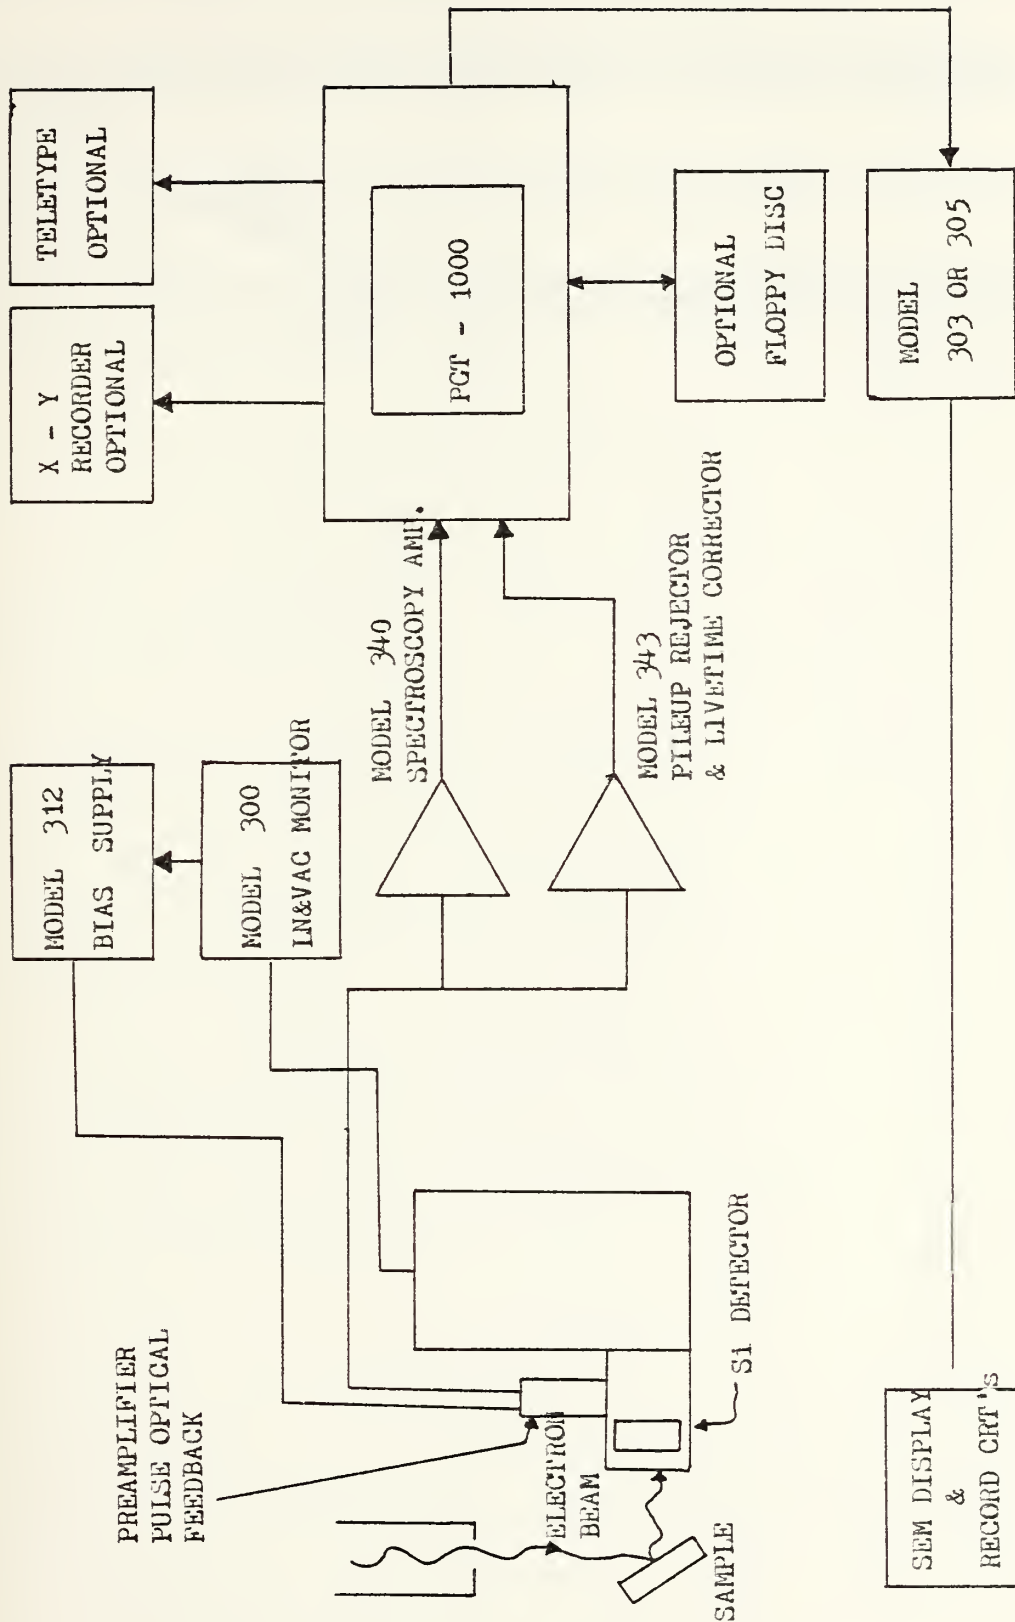 PREAMPLIFIER
PULSE OPTICAL
FEEDBACK
MODEL 312
BIAS SUPPLY
MODEL 300
LN&VAC MONITOR
X - Y
RECORDER
OPTIONAL
TELETYPE
OPTIONAL
MODEL 340
SPECTROSCOPY AMP.
PGT - 1000
ELECTRON
BEAM
SAMPLE
Si DETECTOR
MODEL 343
PILEUP REJECTOR
& LIVETIME CORRECTOR
OPTIONAL
FLOPPY DISC
SEM DISPLAY
&
RECORD CRT's
MODEL
303 OR 305